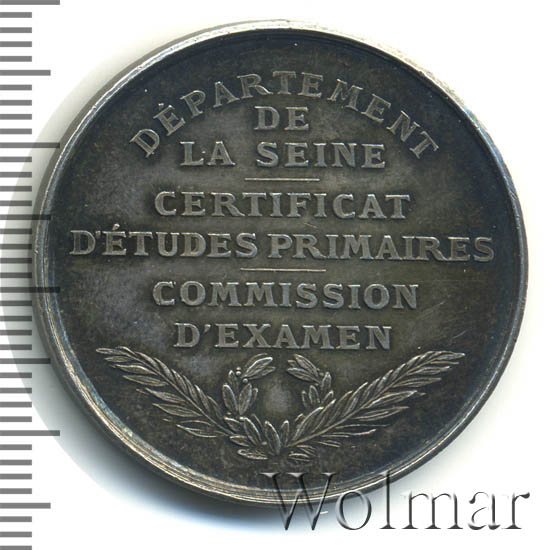 DÉPARTEMENT
DE
LA SEINE
CERTIFICAT
D'ÉTUDES PRIMAIRES
COMMISSION
D'EXAMEN
Wolmar